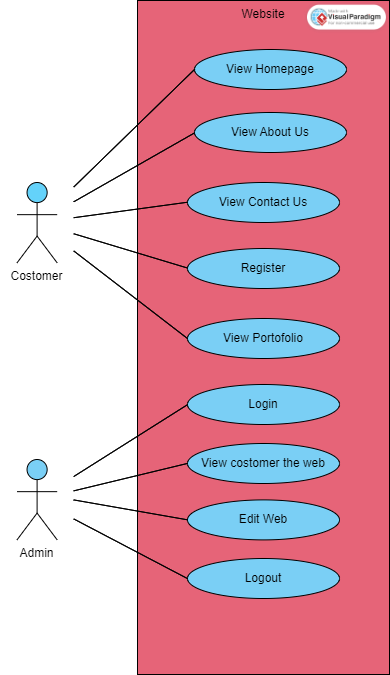 Website
Visual Paradigm
View Homepage
View About Us
View Contact Us
Register
Costomer
View Portofolio
Login
View costomer the web
Edit Web
Admin
Logout